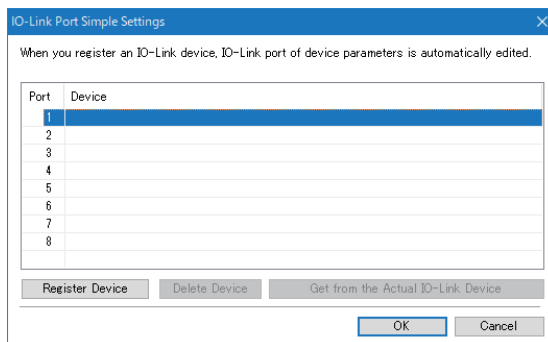 IO-Link Port Simple Settings
When you register an IO-Link device, IO-Link port of device parameters is automatically edited.
Port Device
1
2
3
4
5
6
7
8
Register Device Delete Device Get from the Actual IO-Link Device
OK Cancel